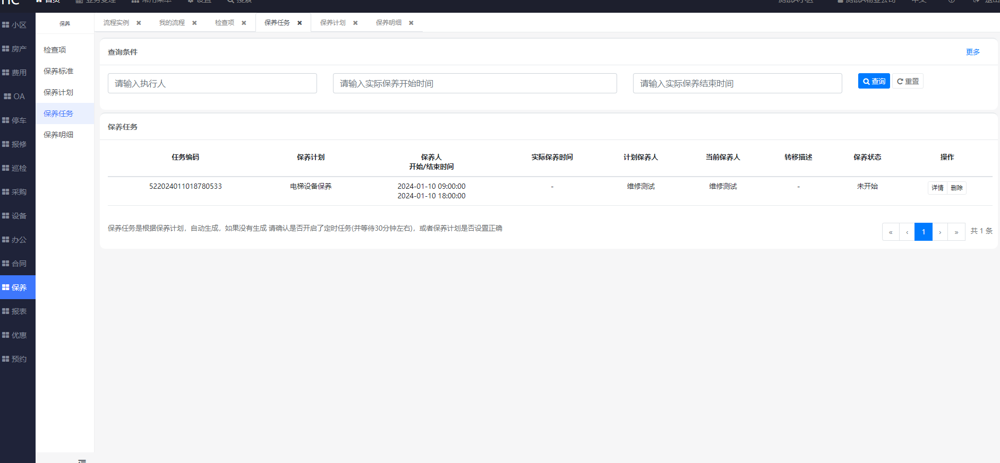 HC 首页 业务受理 常用菜单 设置 搜索 测试A小区 测试A物业公司 中文 退出
小区
房产
费用
OA
停车
报修
巡检
采购
设备
办公
合同
保养
报表
优惠
预约
保养
检查项
保养标准
保养计划
保养任务
保养明细
流程实例 我的流程 检查项 保养任务 保养计划 保养明细
查询条件 更多
请输入执行人 请输入实际保养开始时间 请输入实际保养结束时间 查询 重置
保养任务
任务编码 保养计划 保养人 实际保养时间 计划保养人 当前保养人 转移描述 保养状态 操作
开始/结束时间
522024011018780533 电梯设备保养 2024-01-10 09:00:00 - 维修测试 维修测试 - 未开始 详情 删除
2024-01-10 18:00:00
保养任务是根据保养计划，自动生成，如果没有生成 请确认是否开启了定时任务(并等待30分钟左右)，或者保养计划是否设置正确
« ‹ 1 › » 共 1 条